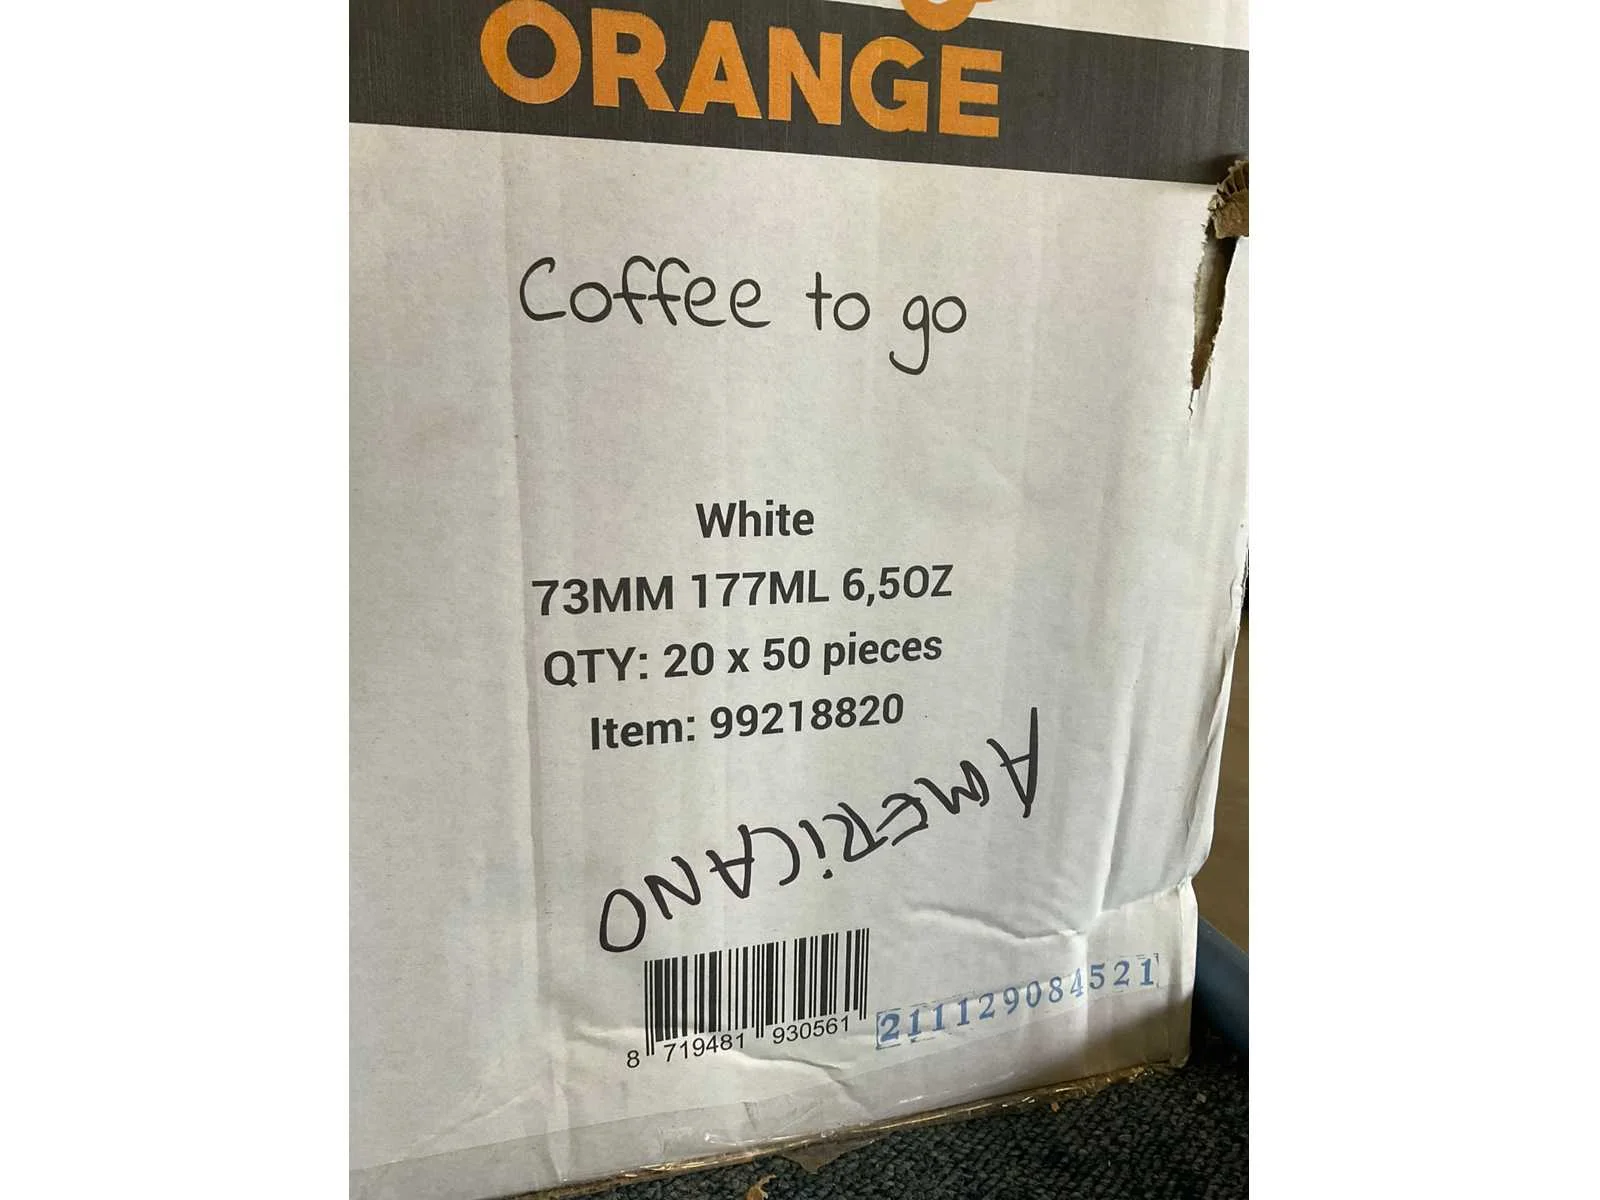 ORANGE
Coffee to go
White
73MM 177ML 6,5OZ
QTY: 20 x 50 pieces
Item: 99218820
AMERiCANO
8 719481 930561
211129084521